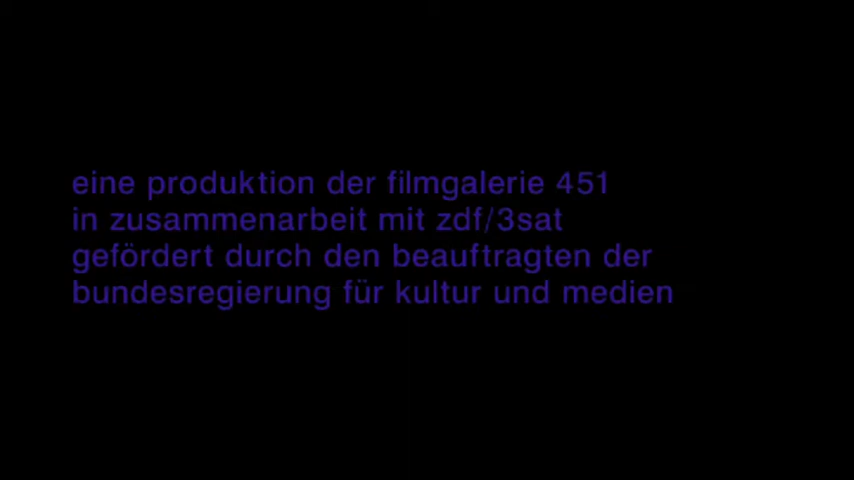 eine produktion der filmgalerie 451
in zusammenarbeit mit zdf/3sat
gefördert durch den beauftragten der
bundesregierung für kultur und medien